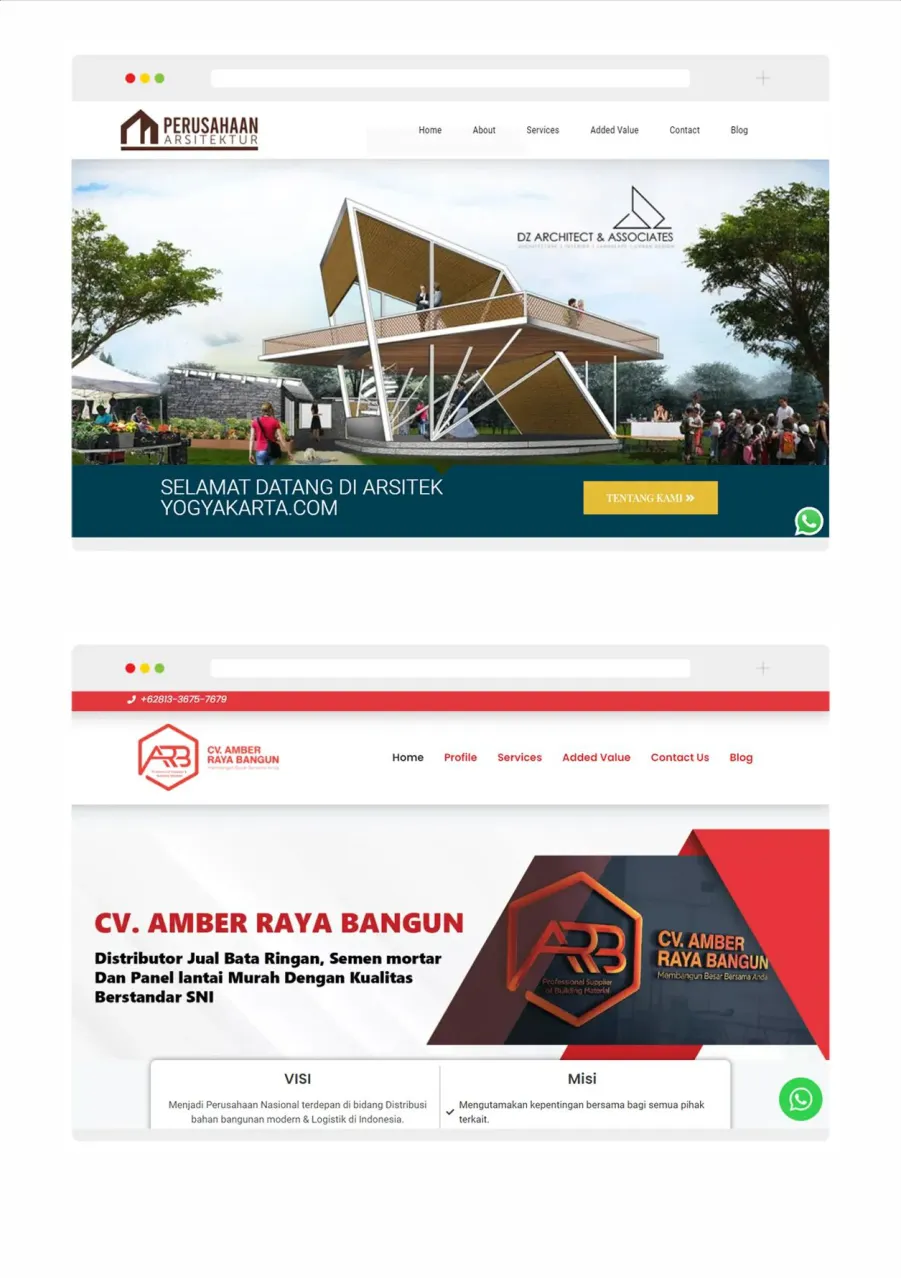 PERUSAHAAN
ARSITEKTUR
Home About Services Added Value Contact Blog
DZ ARCHITECT & ASSOCIATES
SELAMAT DATANG DI ARSITEK
YOGYAKARTA.COM
TENTANG KAMI »
+62813-3675-7679
ARB
CV. AMBER
RAYA BANGUN
Home Profile Services Added Value Contact Us Blog
CV. AMBER RAYA BANGUN
Distributor Jual Bata Ringan, Semen mortar
Dan Panel lantai Murah Dengan Kualitas
Berstandar SNI
ARB
Professional Supplier
of Building Material
CV. AMBER
RAYA BANGUN
Membangun Besar Bersama Anda
VISI
Menjadi Perusahaan Nasional terdepan di bidang Distribusi
bahan bangunan modern & Logistik di Indonesia.
Misi
Mengutamakan kepentingan bersama bagi semua pihak
terkait.